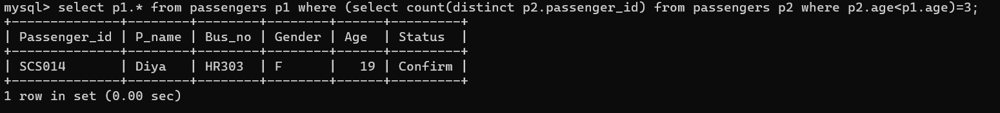 mysql> select p1.* from passengers p1 where (select count(distinct p2.passenger_id) from passengers p2 where p2.age<p1.age)=3;
+--------------+--------+--------+--------+------+---------+
| Passenger_id | P_name | Bus_no | Gender | Age  | Status  |
+--------------+--------+--------+--------+------+---------+
| SCS014       | Diya   | HR303  | F      |   19 | Confirm |
+--------------+--------+--------+--------+------+---------+
1 row in set (0.00 sec)